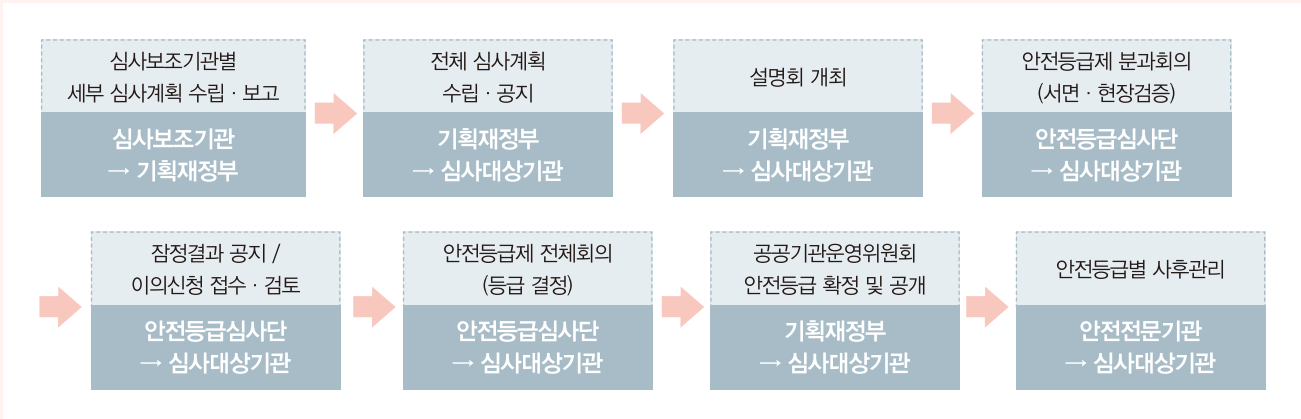 심사보조기관별
세부 심사계획 수립 · 보고
심사보조기관
→ 기획재정부
전체 심사계획
수립 · 공지
기획재정부
→ 심사대상기관
설명회 개최
기획재정부
→ 심사대상기관
안전등급제 분과회의
(서면 · 현장검증)
안전등급심사단
→ 심사대상기관
잠정결과 공지 /
이의신청 접수 · 검토
안전등급심사단
→ 심사대상기관
안전등급제 전체회의
(등급 결정)
안전등급심사단
→ 심사대상기관
공공기관운영위원회
안전등급 확정 및 공개
기획재정부
→ 심사대상기관
안전등급별 사후관리
안전전문기관
→ 심사대상기관